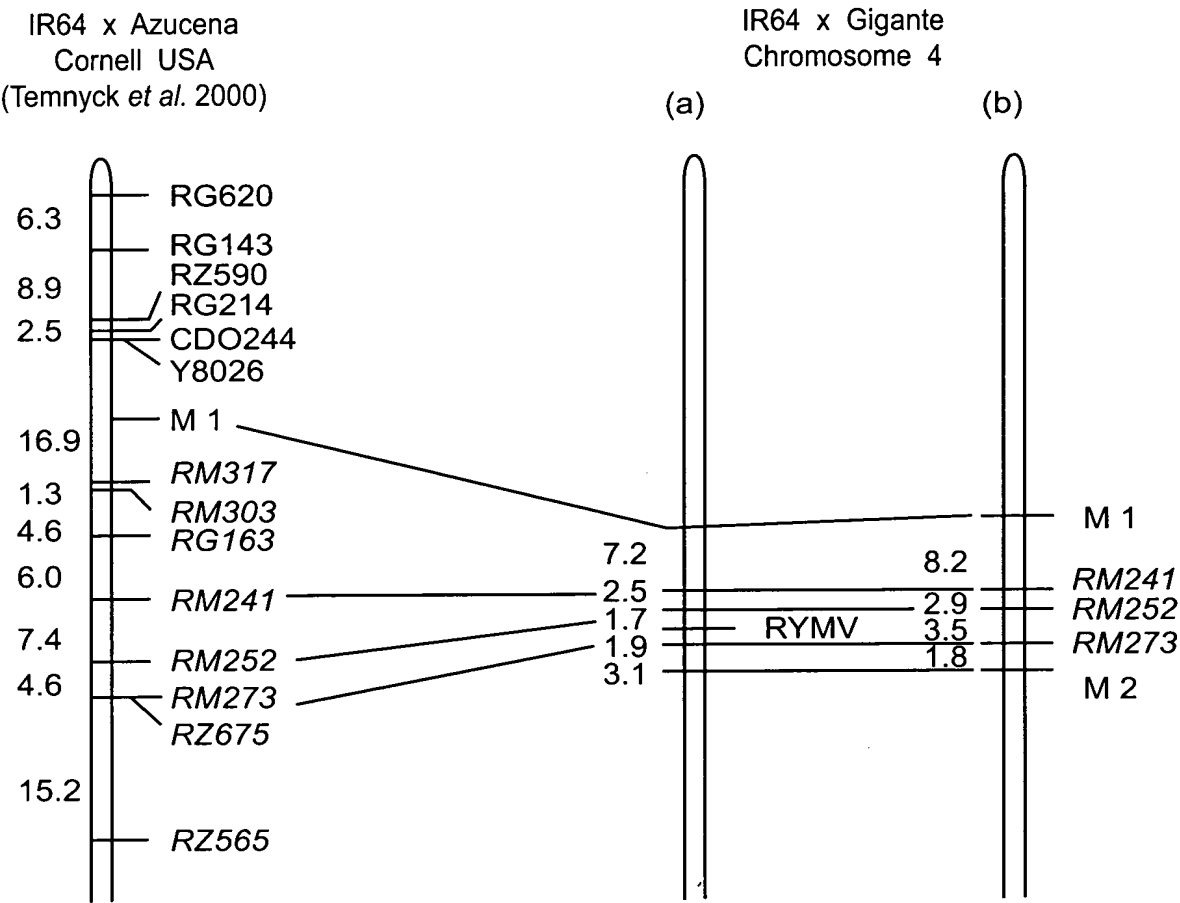 IR64 x Azucena
Cornell USA
(Temnyck et al. 2000)
IR64 x Gigante
Chromosome 4
(a)
(b)
RG620
6.3
RG143
8.9
RZ590
RG214
2.5
CDO244
Y8026
M 1
16.9
RM317
1.3
RM303
4.6
RG163
6.0
RM241
7.4
RM252
4.6
RM273
RZ675
15.2
RZ565
7.2
2.5
1.7
RYMV
1.9
3.1
8.2
2.9
3.5
1.8
M 1
RM241
RM252
RM273
M 2